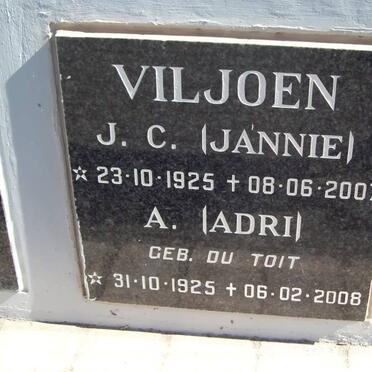 VILJOEN
J. C. (JANNIE)
☆ 23·10·1925 + 08·06·2007
A. (ADRI)
GEB. DU TOIT
☆ 31·10·1925 + 06·02·2008